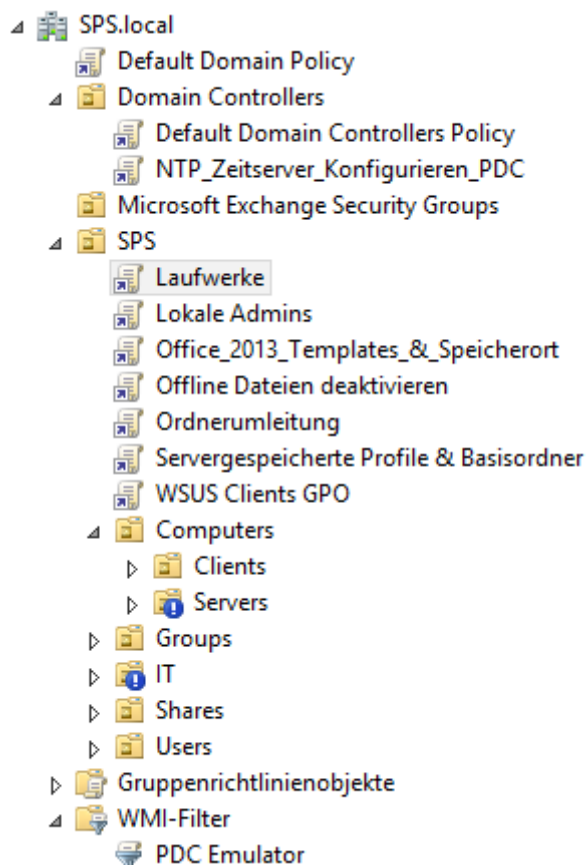 SPS.local
Default Domain Policy
Domain Controllers
Default Domain Controllers Policy
NTP_Zeitserver_Konfigurieren_PDC
Microsoft Exchange Security Groups
SPS
Laufwerke
Lokale Admins
Office_2013_Templates_&_Speicherort
Offline Dateien deaktivieren
Ordnerumleitung
Servergespeicherte Profile & Basisordner
WSUS Clients GPO
Computers
Clients
Servers
Groups
IT
Shares
Users
Gruppenrichtlinienobjekte
WMI-Filter
PDC Emulator